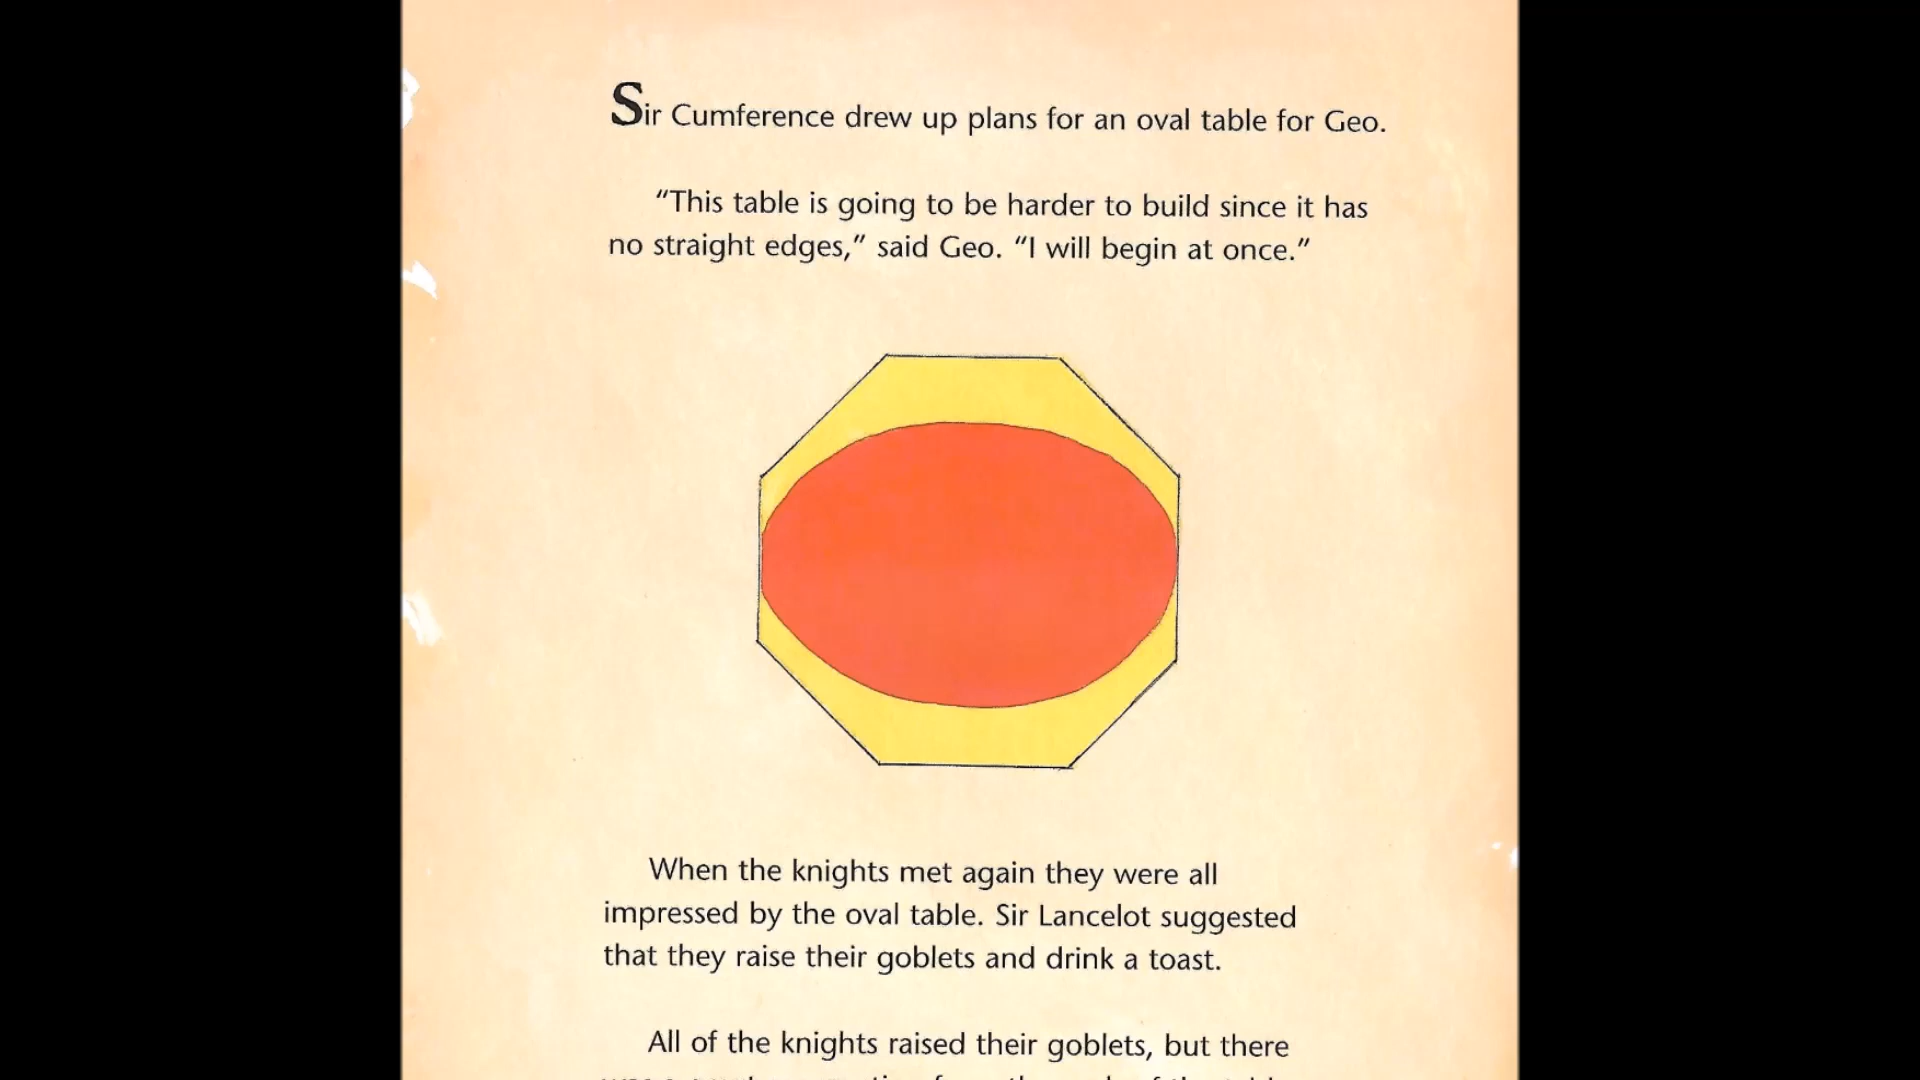 Sir Cumference drew up plans for an oval table for Geo.
“This table is going to be harder to build since it has
no straight edges,” said Geo. “I will begin at once.”
When the knights met again they were all
impressed by the oval table. Sir Lancelot suggested
that they raise their goblets and drink a toast.
All of the knights raised their goblets, but there